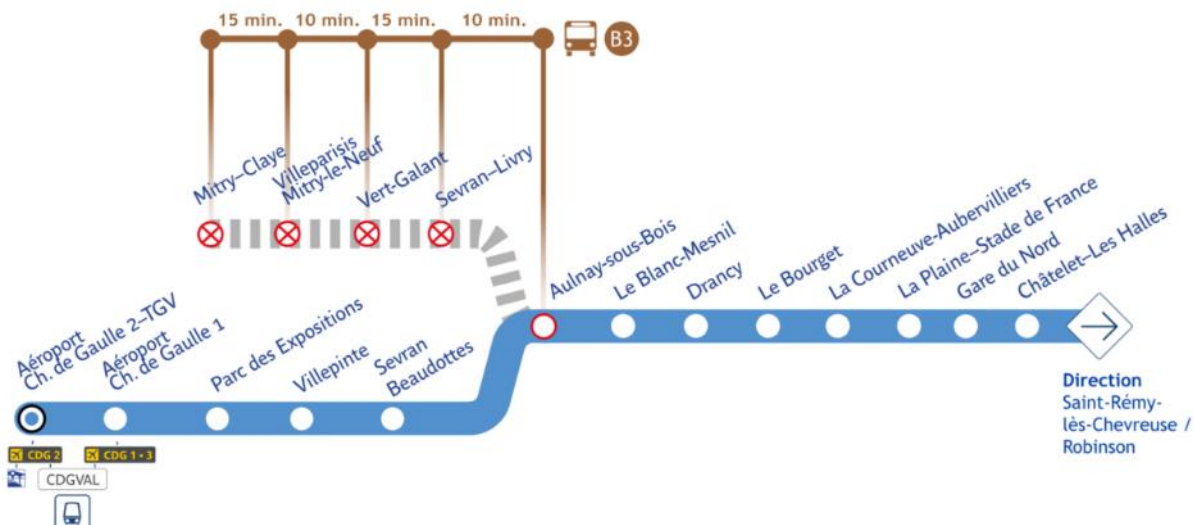 15 min.
10 min.
15 min.
10 min.
B3
Mitry–Claye
Villeparisis
Mitry-le-Neuf
Vert-Galant
Sevran–Livry
Aulnay-sous-Bois
Le Blanc-Mesnil
Drancy
Le Bourget
La Courneuve-Aubervilliers
La Plaine–Stade de France
Gare du Nord
Châtelet–Les Halles
Aéroport
Ch. de Gaulle 2–TGV
Aéroport
Ch. de Gaulle 1
Parc des Expositions
Villepinte
Sevran
Beaudottes
CDG 2
CDG 1 • 3
CDGVAL
Direction
Saint-Rémy-
lès-Chevreuse /
Robinson